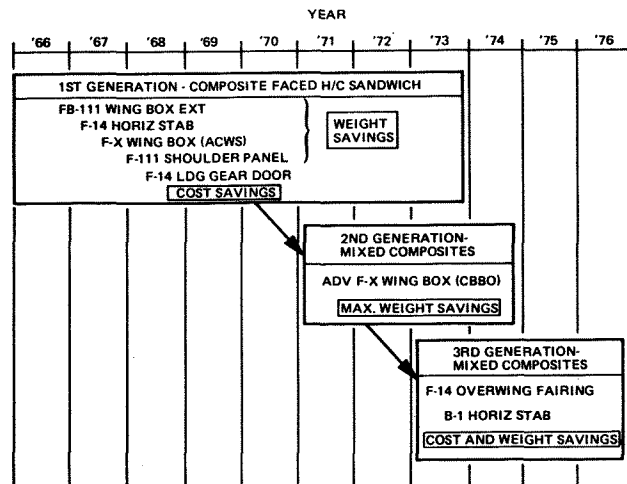 YEAR
'66 '67 '68 '69 '70 '71 '72 '73 '74 '75 '76
1ST GENERATION - COMPOSITE FACED H/C SANDWICH
FB-111 WING BOX EXT
F-14 HORIZ STAB
F-X WING BOX (ACWS)
F-111 SHOULDER PANEL
WEIGHT
SAVINGS
F-14 LDG GEAR DOOR
COST SAVINGS
2ND GENERATION-
MIXED COMPOSITES
ADV F-X WING BOX (CBBO)
MAX. WEIGHT SAVINGS
3RD GENERATION-
MIXED COMPOSITES
F-14 OVERWING FAIRING
B-1 HORIZ STAB
COST AND WEIGHT SAVINGS